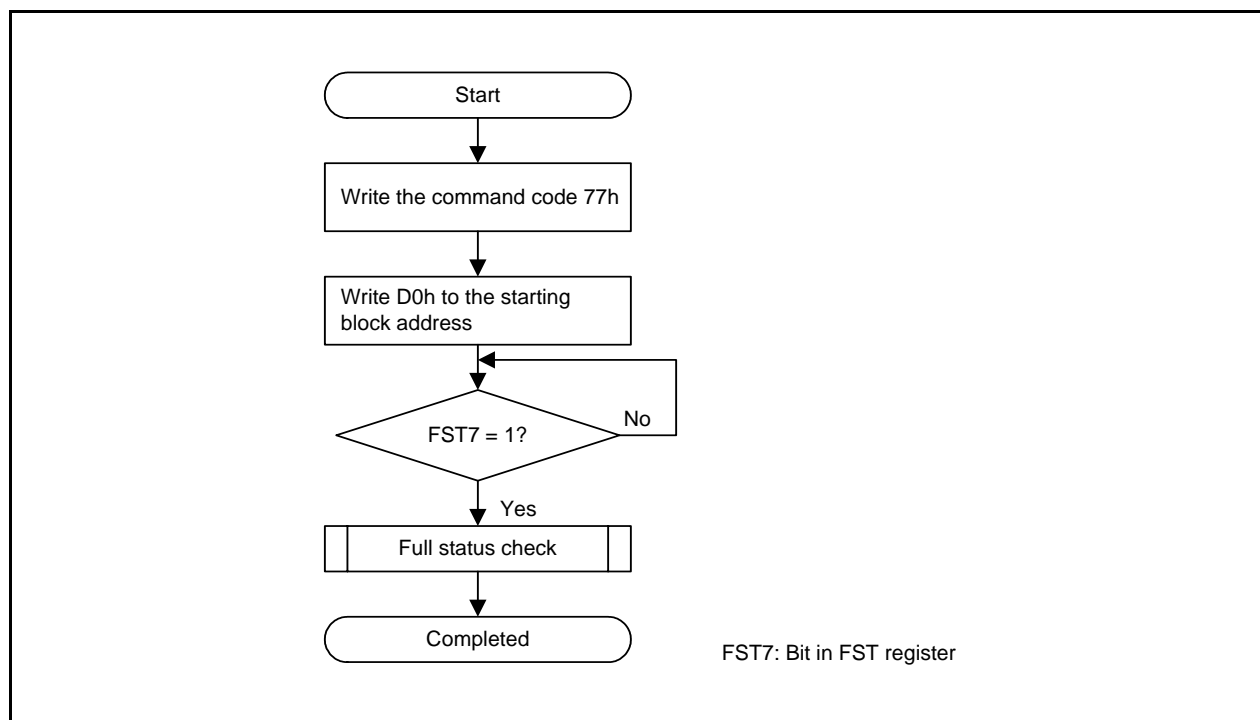 Start
Write the command code 77h
Write D0h to the starting
block address
FST7 = 1?
No
Yes
Full status check
Completed
FST7: Bit in FST register